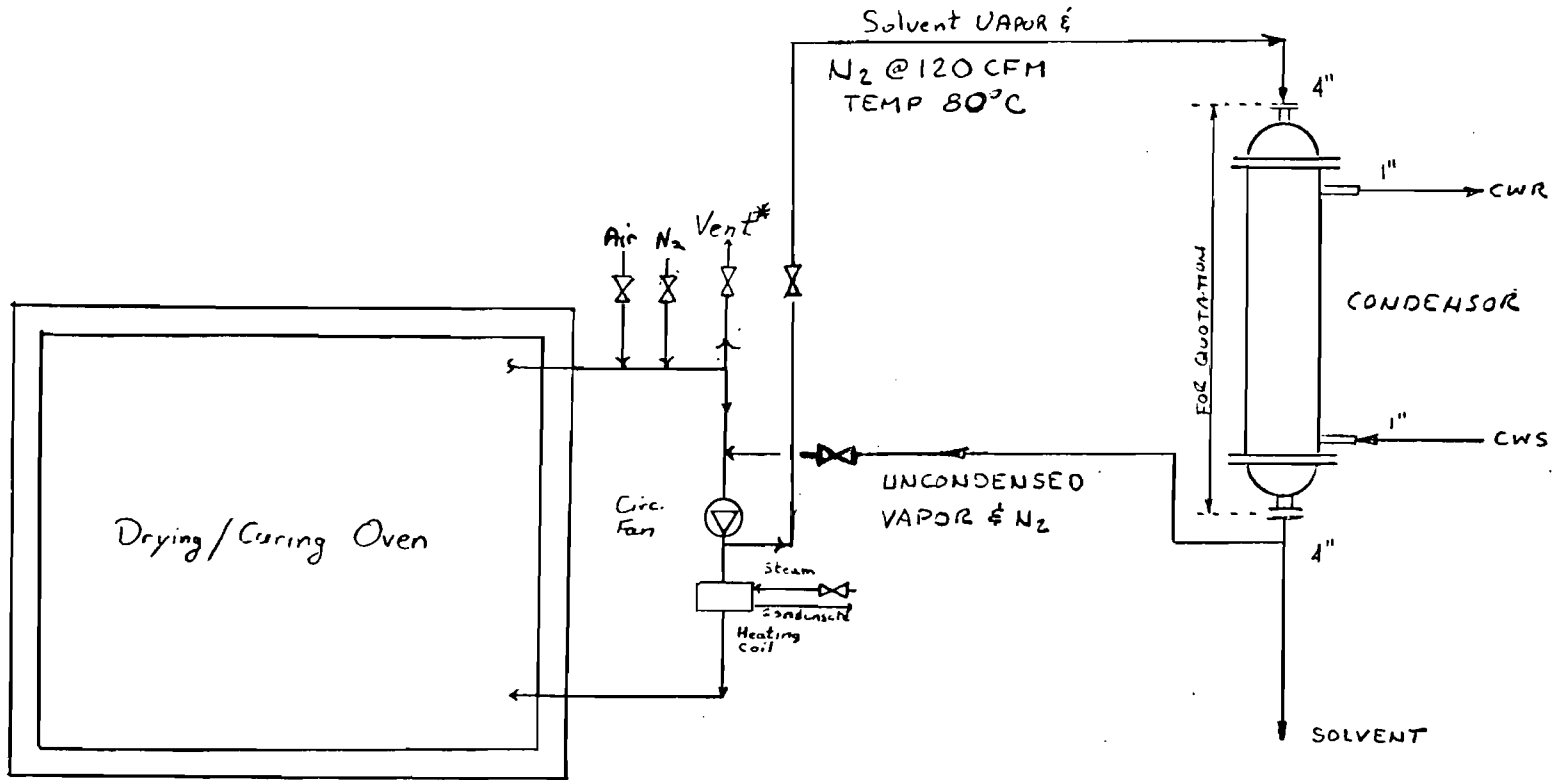 Solvent VAPUR &
N2 @ 120 CFM
TEMP 80°C
4"
1"
CWR
Air
N2
Vent*
FOR QUOTATION
CONDENSOR
1"
CWS
UNCONDENSED
VAPOR & N2
Circ.
Fan
Drying/Curing Oven
4"
Steam
Condensate
Heating
Coil
SOLVENT